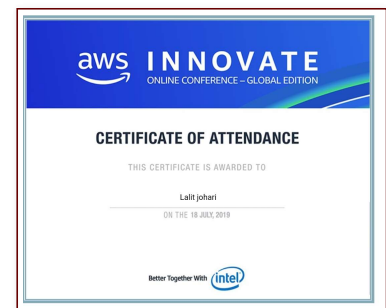 aws INNOVATE
ONLINE CONFERENCE – GLOBAL EDITION
CERTIFICATE OF ATTENDANCE
THIS CERTIFICATE IS AWARDED TO
Lalit johari
ON THE 18 JULY, 2019
Better Together With intel